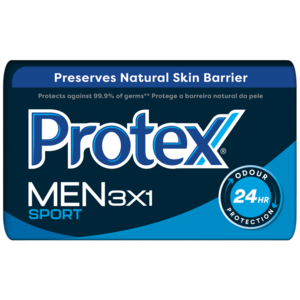 Preserves Natural Skin Barrier
Protects against 99.9% of germs** Protege a barreira natural da pele
Protex
MEN 3X1
SPORT
ODOUR
24HR
PROTECTION